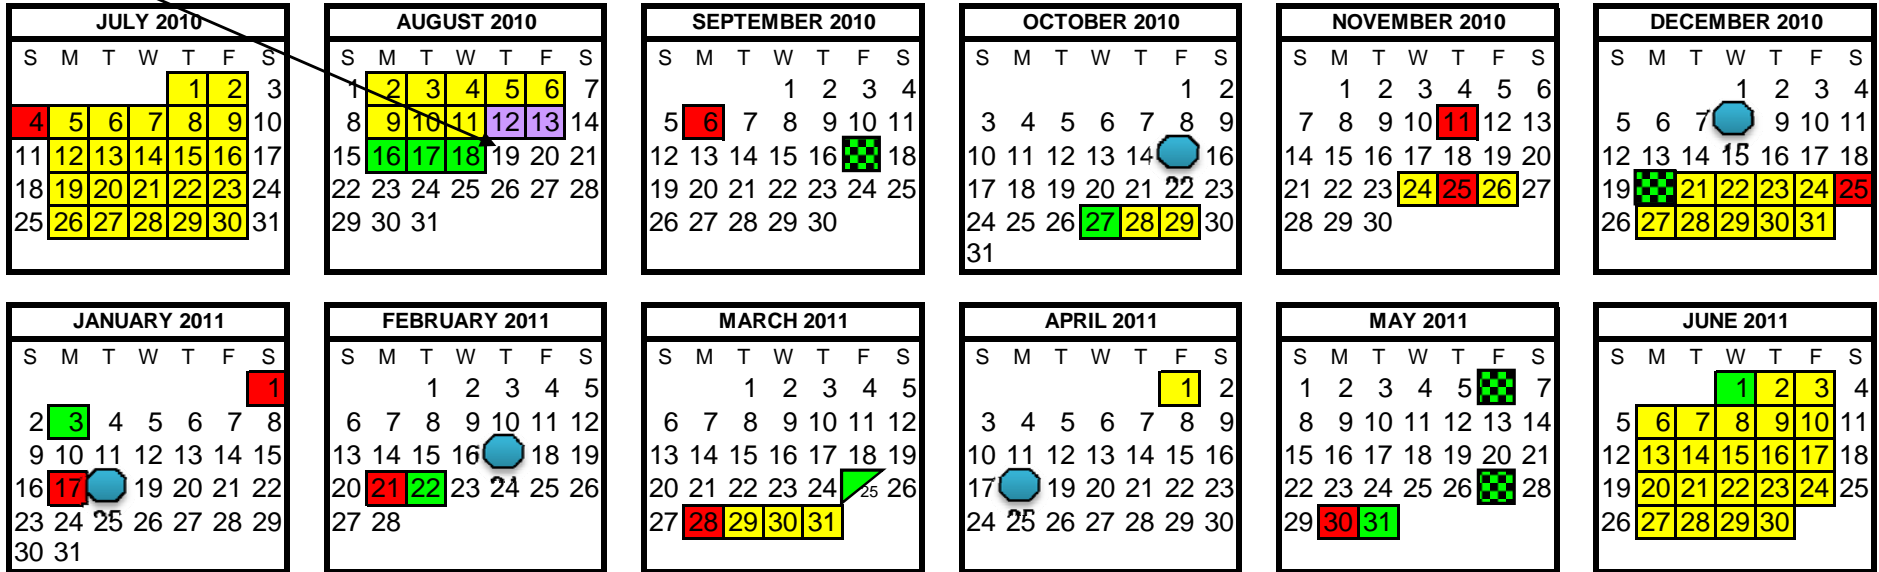 JULY 2010
S M T W T F S
1 2 3
4 5 6 7 8 9 10
11 12 13 14 15 16 17
18 19 20 21 22 23 24
25 26 27 28 29 30 31
AUGUST 2010
S M T W T F S
1 2 3 4 5 6 7
8 9 10 11 12 13 14
15 16 17 18 19 20 21
22 23 24 25 26 27 28
29 30 31
SEPTEMBER 2010
S M T W T F S
1 2 3 4
5 6 7 8 9 10 11
12 13 14 15 16 18
19 20 21 22 23 24 25
26 27 28 29 30
OCTOBER 2010
S M T W T F S
1 2
3 4 5 6 7 8 9
10 11 12 13 14 16
17 18 19 20 21 22 23
24 25 26 27 28 29 30
31
NOVEMBER 2010
S M T W T F S
1 2 3 4 5 6
7 8 9 10 11 12 13
14 15 16 17 18 19 20
21 22 23 24 25 26 27
28 29 30
DECEMBER 2010
S M T W T F S
1 2 3 4
5 6 7 9 10 11
12 13 14 15 16 17 18
19 21 22 23 24 25
26 27 28 29 30 31
JANUARY 2011
S M T W T F S
1
2 3 4 5 6 7 8
9 10 11 12 13 14 15
16 17 19 20 21 22
23 24 25 26 27 28 29
30 31
FEBRUARY 2011
S M T W T F S
1 2 3 4 5
6 7 8 9 10 11 12
13 14 15 16 18 19
20 21 22 23 24 25 26
27 28
MARCH 2011
S M T W T F S
1 2 3 4 5
6 7 8 9 10 11 12
13 14 15 16 17 18 19
20 21 22 23 24 25 26
27 28 29 30 31
APRIL 2011
S M T W T F S
1 2
3 4 5 6 7 8 9
10 11 12 13 14 15 16
17 19 20 21 22 23
24 25 26 27 28 29 30
MAY 2011
S M T W T F S
1 2 3 4 5 7
8 9 10 11 12 13 14
15 16 17 18 19 20 21
22 23 24 25 26 28
29 30 31
JUNE 2011
S M T W T F S
1 2 3 4
5 6 7 8 9 10 11
12 13 14 15 16 17 18
19 20 21 22 23 24 25
26 27 28 29 30